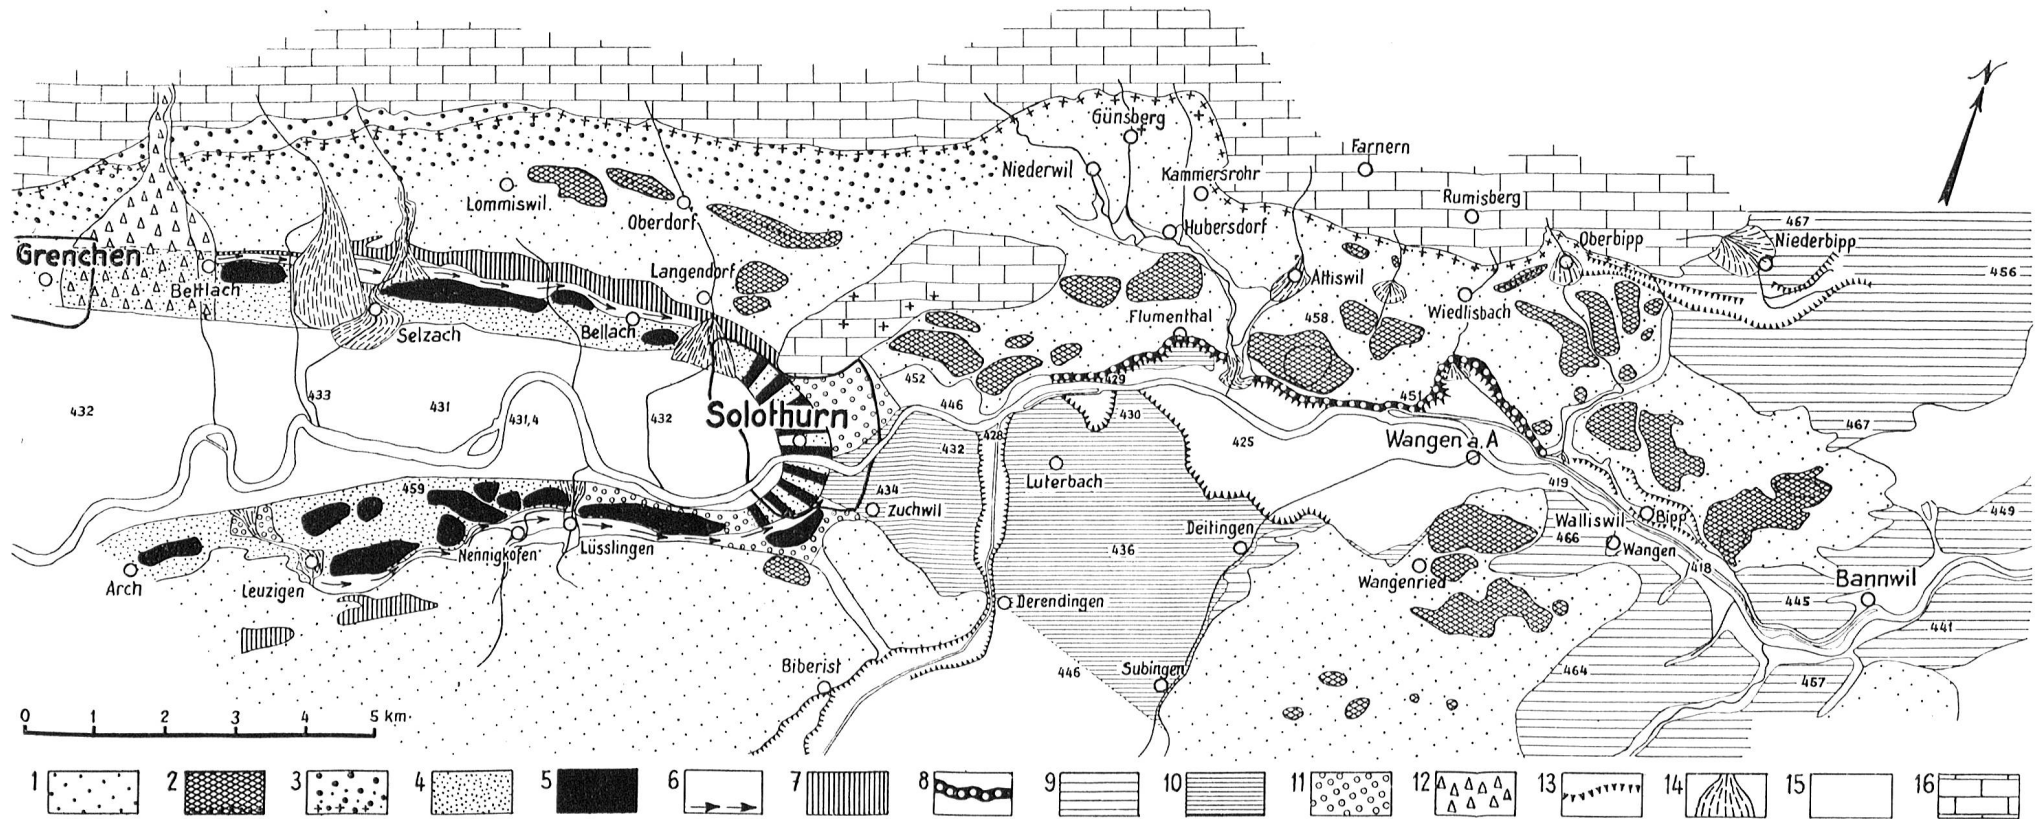 N
Günsberg
Farnern
Niederwil
Kammersrohr
Lommiswil
Rumisberg
Oberdorf
467
Hubersdorf
Oberbipp
Niederbipp
Grenchen
Langendorf
Attiswil
456
Bettlach
Wiedlisbach
Flumenthal
458
Selzach
Bellach
452
429
433
432
431
431,4
432
Solothurn
446
430
451
467
428
425
Wangen a. A
432
Luterbach
459
434
419
Zuchwil
449
Deitingen
Walliswil-
Bipp
466
Wangen
Nennigkofen
Lüsslingen
436
Wangenried
418
Arch
Leuzigen
Bannwil
Derendingen
445
441
Biberist
446
Subingen
464
467
0 1 2 3 4 5 km.
1 2 3 4 5 6 7 8 9 10 11 12 13 14 15 16